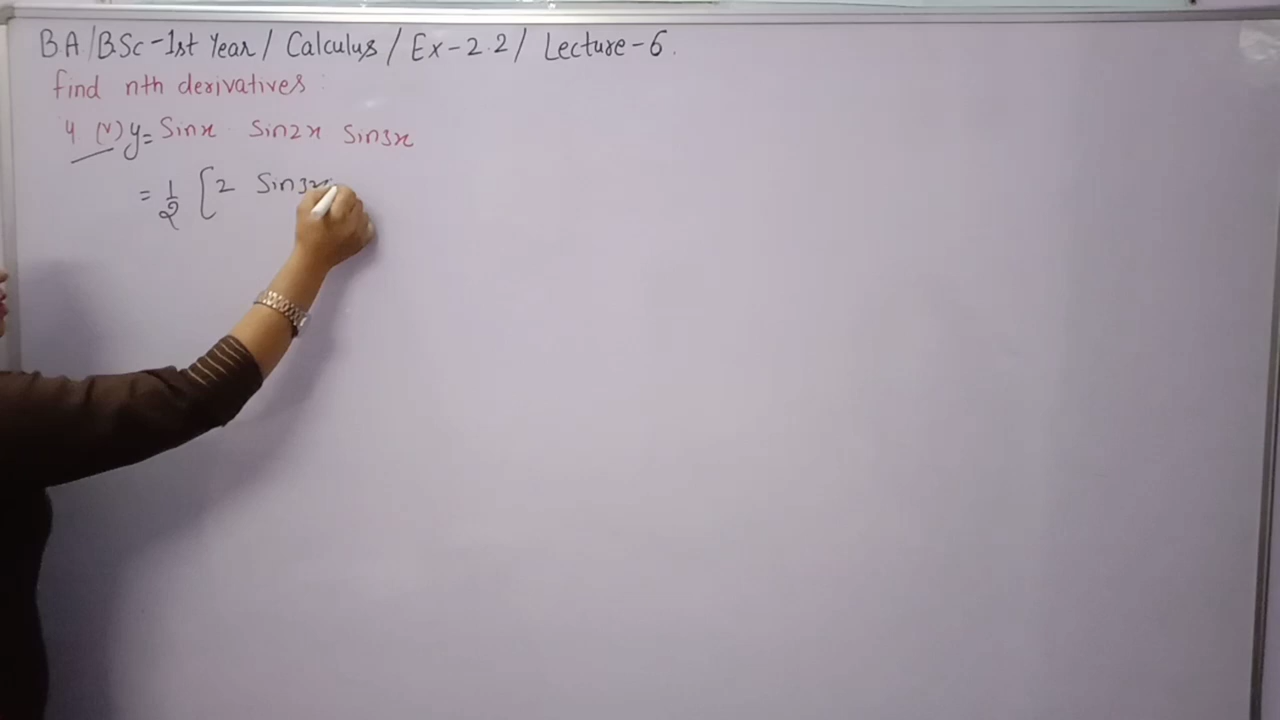 BA/BSc-1st Year/ Calculus/ Ex-2.2/ Lecture-6.
find nth derivatives:
4 (V) y= Sinx Sin2x Sin3x
= 1/2 [2 Sin3x